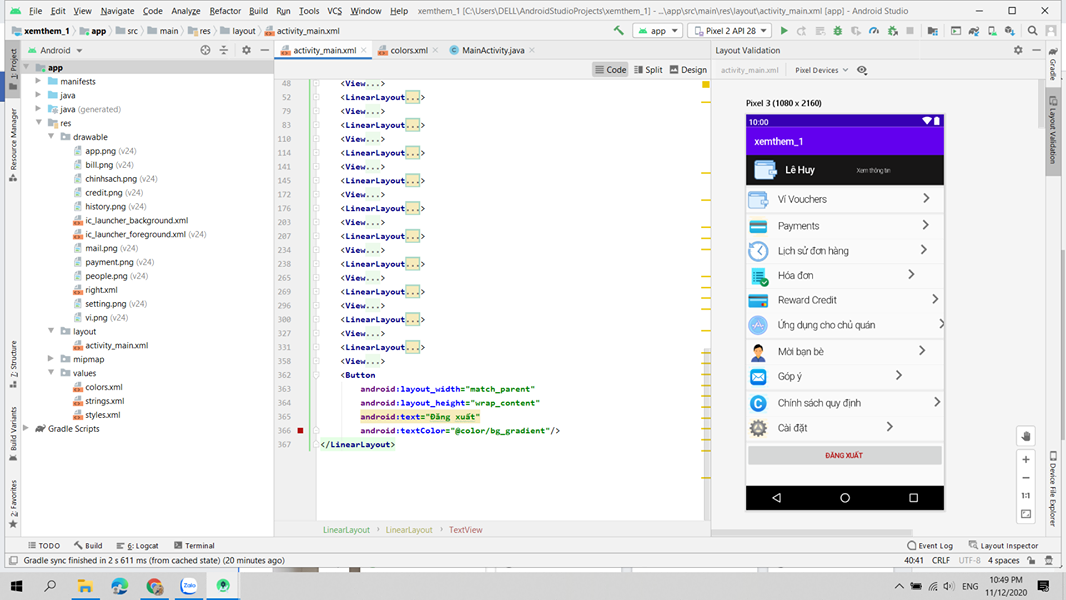 File Edit View Navigate Code Analyze Refactor Build Run Tools VCS Window Help xemthem_1 [C:\Users\DELL\AndroidStudioProjects\xemthem_1] - ...\app\src\main\res\layout\activity_main.xml [app] - Android Studio
xemthem_1 app src main res layout activity_main.xml app Pixel 2 API 28
Android activity_main.xml colors.xml MainActivity.java Layout Validation
Code Split Design activity_main.xml Pixel Devices
1: Project
Resource Manager
7: Structure
Build Variants
2: Favorites
app
manifests
java
java (generated)
res
drawable
app.png (v24)
bill.png (v24)
chinhsach.png (v24)
credit.png (v24)
history.png (v24)
ic_launcher_background.xml
ic_launcher_foreground.xml (v24)
mail.png (v24)
payment.png (v24)
people.png (v24)
right.xml
setting.png (v24)
vi.png (v24)
layout
activity_main.xml
mipmap
values
colors.xml
strings.xml
styles.xml
Gradle Scripts
48 <View...>
52 <LinearLayout...>
79 <View...>
83 <LinearLayout...>
110 <View...>
114 <LinearLayout...>
141 <View...>
145 <LinearLayout...>
172 <View...>
176 <LinearLayout...>
203 <View...>
207 <LinearLayout...>
234 <View...>
238 <LinearLayout...>
265 <View...>
269 <LinearLayout...>
296 <View...>
300 <LinearLayout...>
327 <View...>
331 <LinearLayout...>
358 <View...>
362 <Button
363 android:layout_width="match_parent"
364 android:layout_height="wrap_content"
365 android:text="Đăng xuất"
366 android:textColor="@color/bg_gradient"/>
367 </LinearLayout>
LinearLayout LinearLayout TextView
Pixel 3 (1080 x 2160)
10:00
xemthem_1
Lê Huy Xem thông tin
Ví Vouchers
Payments
Lịch sử đơn hàng
Hóa đơn
Reward Credit
Ứng dụng cho chủ quán
Mời bạn bè
Góp ý
Chính sách quy định
Cài đặt
ĐĂNG XUẤT
1:1
Gradle
Layout Validation
Device File Explorer
TODO Build 6: Logcat Terminal Event Log Layout Inspector
Gradle sync finished in 2 s 611 ms (from cached state) (20 minutes ago) 40:41 CRLF UTF-8 4 spaces
Zalo ENG 10:49 PM
11/12/2020